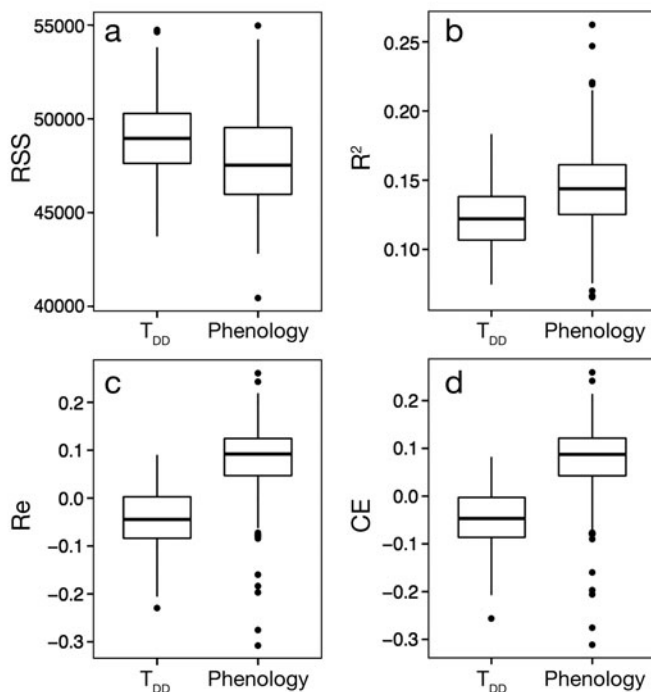 a
55000
50000
45000
40000
RSS
T_DD Phenology
b
0.25
0.20
0.15
0.10
R²
T_DD Phenology
c
0.2
0.1
0.0
−0.1
−0.2
−0.3
Re
T_DD Phenology
d
0.2
0.1
0.0
−0.1
−0.2
−0.3
CE
T_DD Phenology